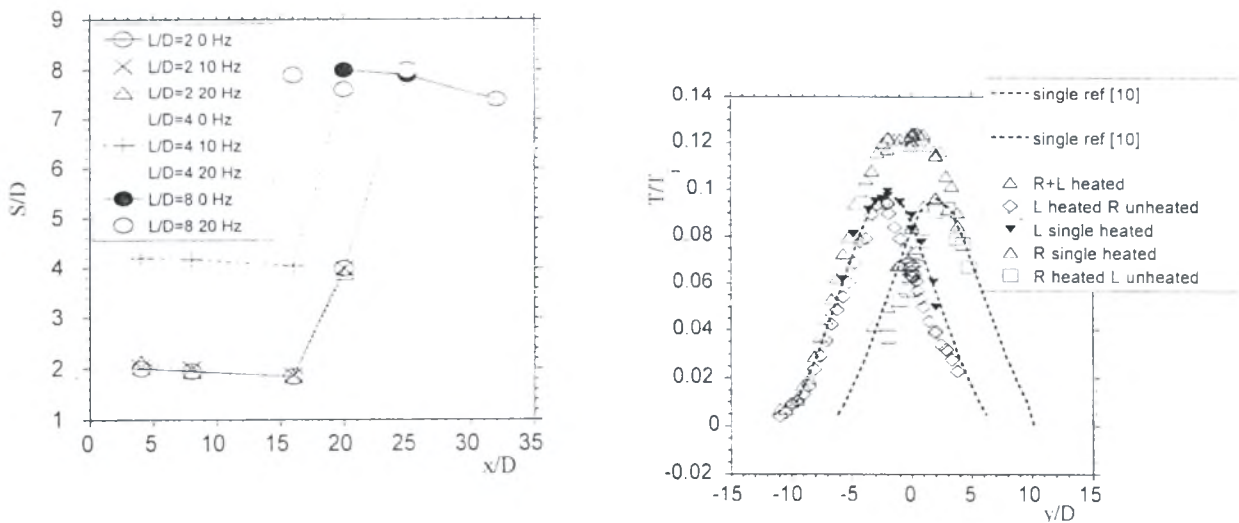 9
8
7
6
5
4
3
2
1
S/D
L/D=2 0 Hz
L/D=2 10 Hz
L/D=2 20 Hz
L/D=4 0 Hz
L/D=4 10 Hz
L/D=4 20 Hz
L/D=8 0 Hz
L/D=8 20 Hz
0 5 10 15 20 25 30 35
x/D
0.14
0.12
0.1
0.08
0.06
0.04
0.02
0
-0.02
T/T
single ref [10]
single ref [10]
R+L heated
L heated R unheated
L single heated
R single heated
R heated L unheated
-15 -10 -5 0 5 10 15
y/D